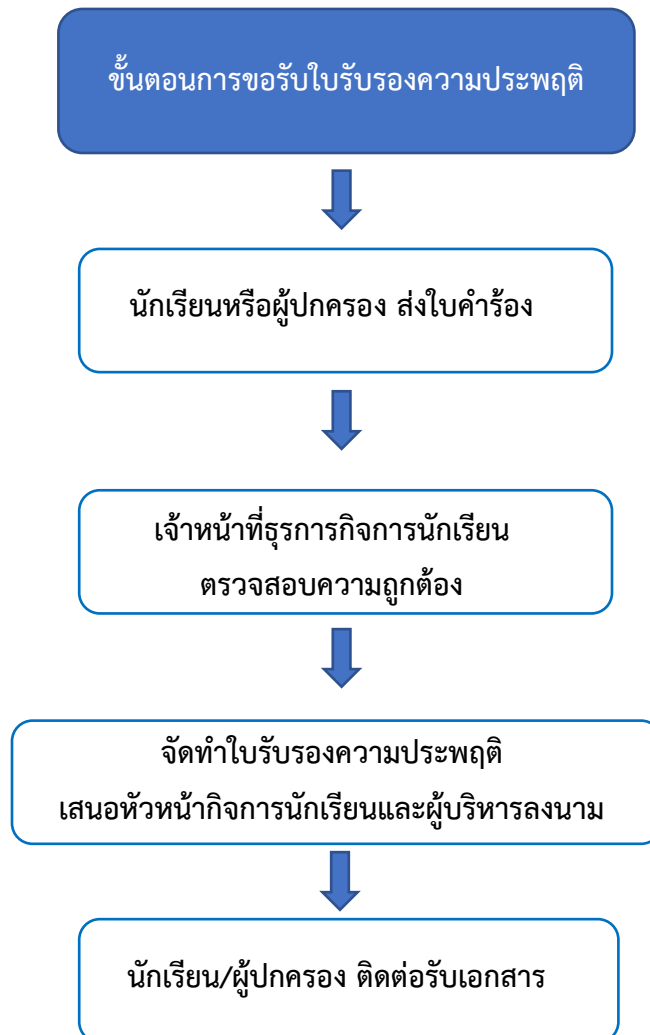 ขั้นตอนการขอรับใบรับรองความประพฤติ
นักเรียนหรือผู้ปกครอง ส่งใบคำร้อง
เจ้าหน้าที่ธุรการกิจการนักเรียน
ตรวจสอบความถูกต้อง
จัดทำใบรับรองความประพฤติ
เสนอหัวหน้ากิจการนักเรียนและผู้บริหารลงนาม
นักเรียน/ผู้ปกครอง ติดต่อรับเอกสาร